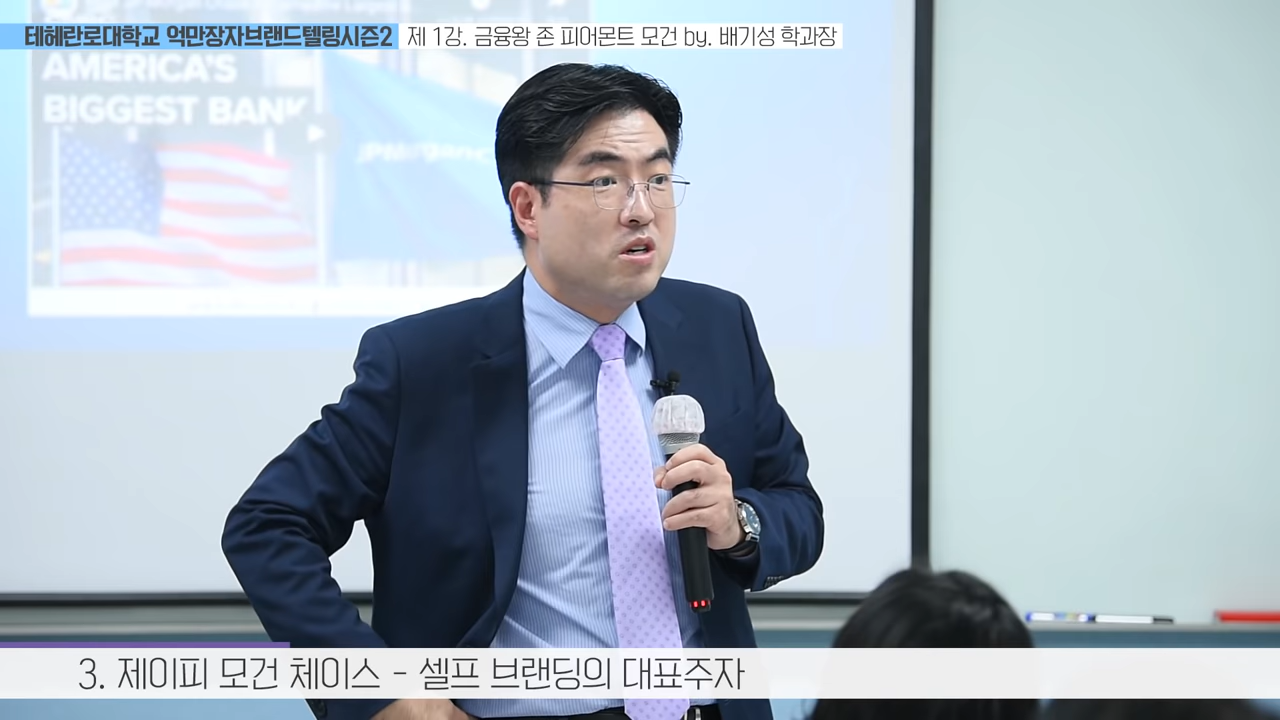 테헤란로대학교 억만장자브랜드텔링시즌2 제 1강. 금융왕 존 피어몬트 모건 by. 배기성 학과장
AMERICA'S
BIGGEST BANK
3. 제이피 모건 체이스 - 셀프 브랜딩의 대표주자